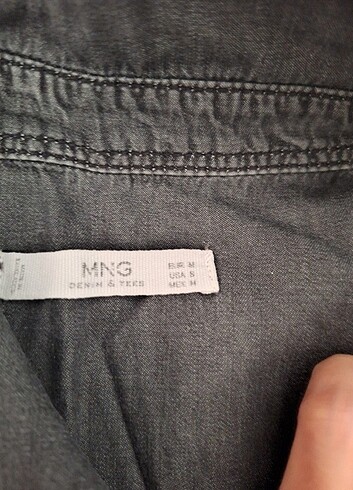 MNG
DENIM & TEES
EUR M
USA S
MEX M